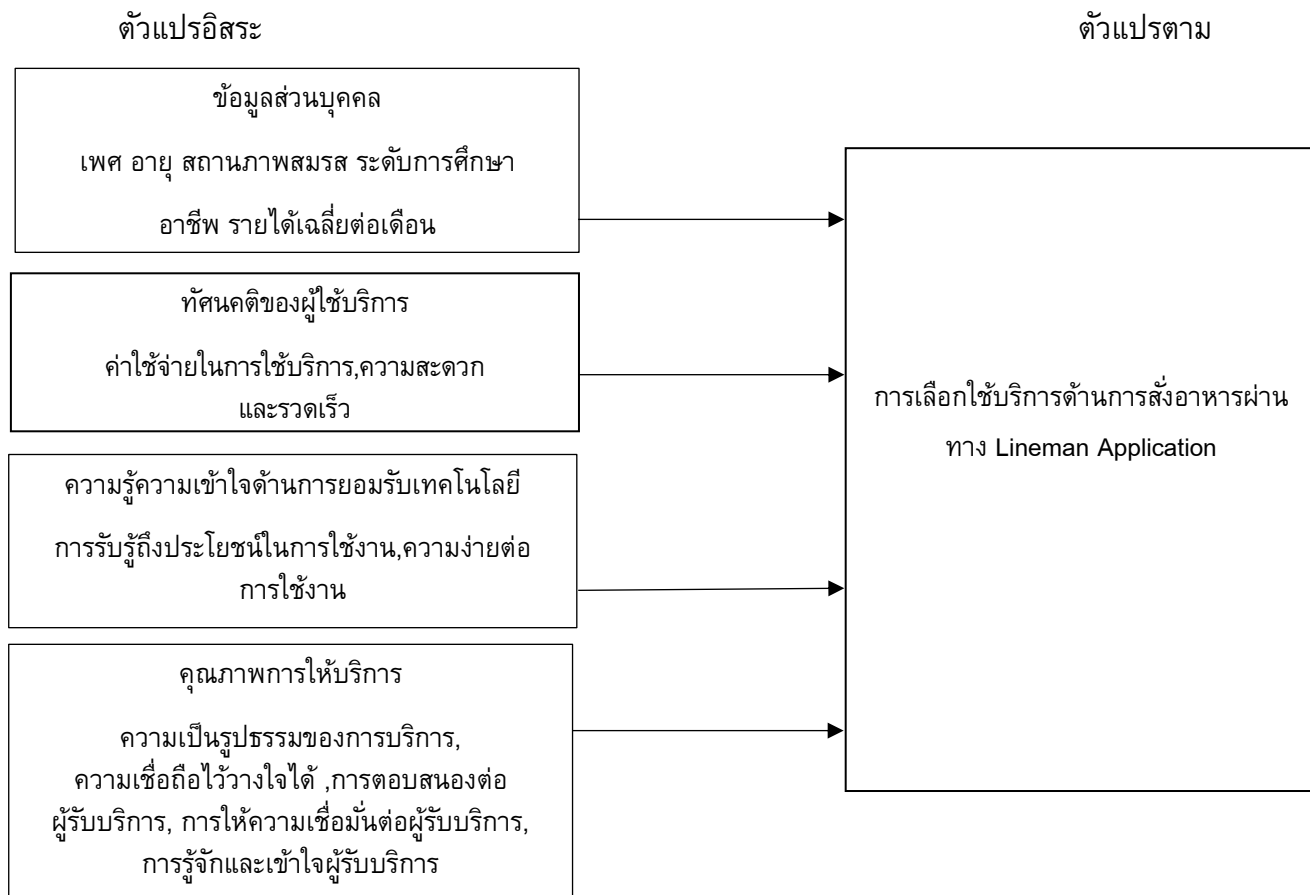 ตัวแปรอิสระ
ตัวแปรตาม
ข้อมูลส่วนบุคคล
เพศ อายุ สถานภาพสมรส ระดับการศึกษา
อาชีพ รายได้เฉลี่ยต่อเดือน
ทัศนคติของผู้ใช้บริการ
ค่าใช้จ่ายในการใช้บริการ,ความสะดวก
และรวดเร็ว
ความรู้ความเข้าใจด้านการยอมรับเทคโนโลยี
การรับรู้ถึงประโยชน์ในการใช้งาน,ความง่ายต่อ
การใช้งาน
คุณภาพการให้บริการ
ความเป็นรูปธรรมของการบริการ,
ความเชื่อถือไว้วางใจได้ ,การตอบสนองต่อ
ผู้รับบริการ, การให้ความเชื่อมั่นต่อผู้รับบริการ,
การรู้จักและเข้าใจผู้รับบริการ
การเลือกใช้บริการด้านการสั่งอาหารผ่าน
ทาง Lineman Application